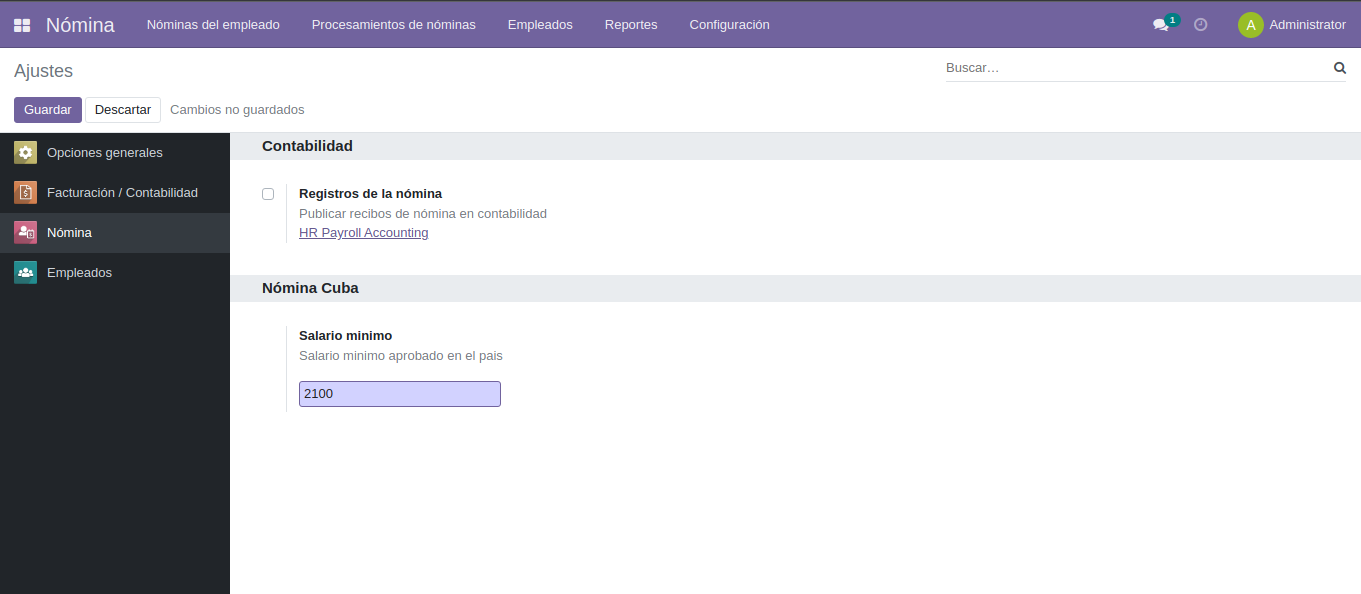 Nómina Nóminas del empleado Procesamientos de nóminas Empleados Reportes Configuración 1 A Administrator
Ajustes
Buscar...
Guardar Descartar Cambios no guardados
Opciones generales
Facturación / Contabilidad
Nómina
Empleados
Contabilidad
Registros de la nómina
Publicar recibos de nómina en contabilidad
HR Payroll Accounting
Nómina Cuba
Salario minimo
Salario minimo aprobado en el pais
2100